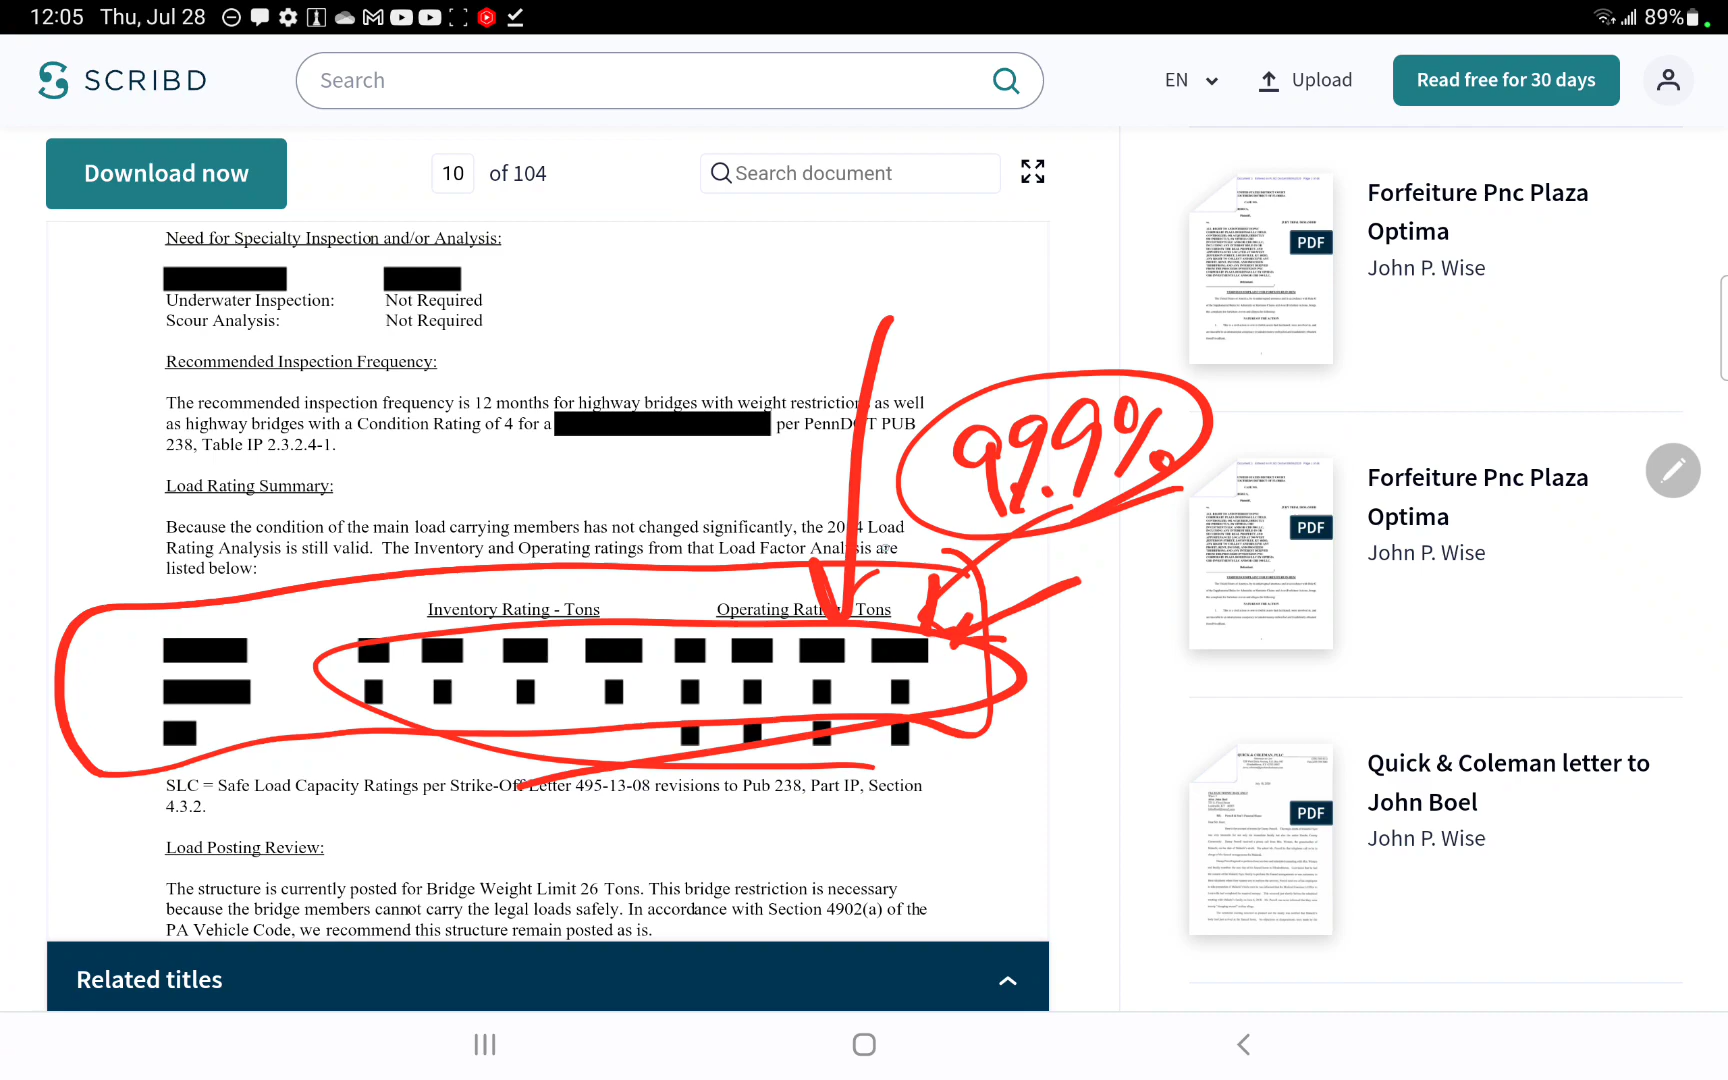 12:05 Thu, Jul 28
89%
SCRIBD
Search
EN
Upload
Read free for 30 days
Download now
10 of 104
Search document
Need for Specialty Inspection and/or Analysis:
Underwater Inspection: Not Required
Scour Analysis: Not Required
Recommended Inspection Frequency:
The recommended inspection frequency is 12 months for highway bridges with weight restrictions as well
as highway bridges with a Condition Rating of 4 for a per PennDOT PUB
238, Table IP 2.3.2.4-1.
99.9%
Load Rating Summary:
Because the condition of the main load carrying members has not changed significantly, the 2014 Load
Rating Analysis is still valid. The Inventory and Operating ratings from that Load Factor Analysis are
listed below:
Inventory Rating - Tons Operating Rating - Tons
SLC = Safe Load Capacity Ratings per Strike-Off Letter 495-13-08 revisions to Pub 238, Part IP, Section
4.3.2.
Load Posting Review:
The structure is currently posted for Bridge Weight Limit 26 Tons. This bridge restriction is necessary
because the bridge members cannot carry the legal loads safely. In accordance with Section 4902(a) of the
PA Vehicle Code, we recommend this structure remain posted as is.
Related titles
PDF
Forfeiture Pnc Plaza
Optima
John P. Wise
PDF
Forfeiture Pnc Plaza
Optima
John P. Wise
PDF
Quick & Coleman letter to
John Boel
John P. Wise